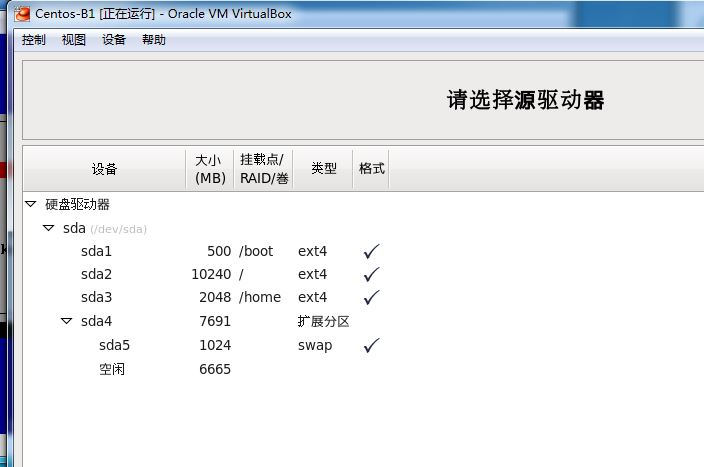 Centos-B1 [正在运行] - Oracle VM VirtualBox
控制 视图 设备 帮助
请选择源驱动器
设备 大小 (MB) 挂载点/ RAID/卷 类型 格式
硬盘驱动器
sda (/dev/sda)
sda1 500 /boot ext4 ✓
sda2 10240 / ext4 ✓
sda3 2048 /home ext4 ✓
sda4 7691 扩展分区
sda5 1024 swap ✓
空闲 6665